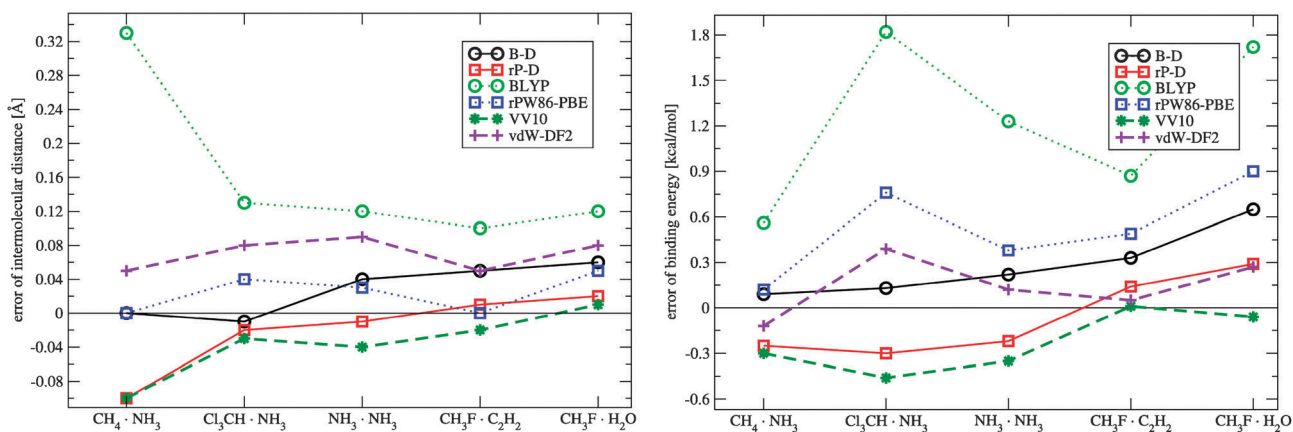 error of intermolecular distance [Å]
0.32
0.28
0.24
0.20
0.16
0.12
0.08
0.04
0
-0.04
-0.08
B-D
rP-D
BLYP
rPW86-PBE
VV10
vdW-DF2
CH₄ · NH₃ Cl₃CH · NH₃ NH₃ · NH₃ CH₃F · C₂H₂ CH₃F · H₂O
error of binding energy [kcal/mol]
1.8
1.5
1.2
0.9
0.6
0.3
0
-0.3
-0.6
B-D
rP-D
BLYP
rPW86-PBE
VV10
vdW-DF2
CH₄ · NH₃ Cl₃CH · NH₃ NH₃ · NH₃ CH₃F · C₂H₂ CH₃F · H₂O